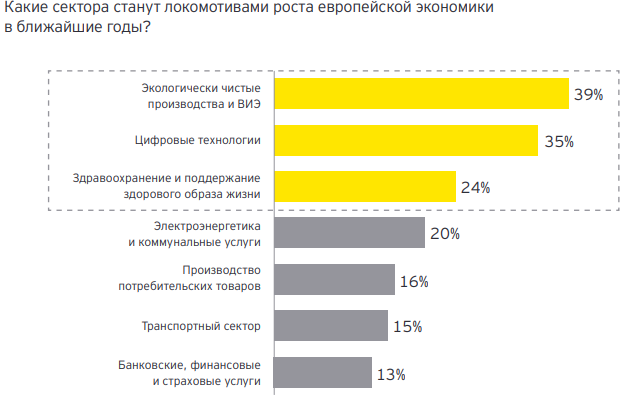 Какие сектора станут локомотивами роста европейской экономики
в ближайшие годы?
Экологически чистые
производства и ВИЭ
39%
Цифровые технологии
35%
Здравоохранение и поддержание
здорового образа жизни
24%
Электроэнергетика
и коммунальные услуги
20%
Производство
потребительских товаров
16%
Транспортный сектор
15%
Банковские, финансовые
и страховые услуги
13%